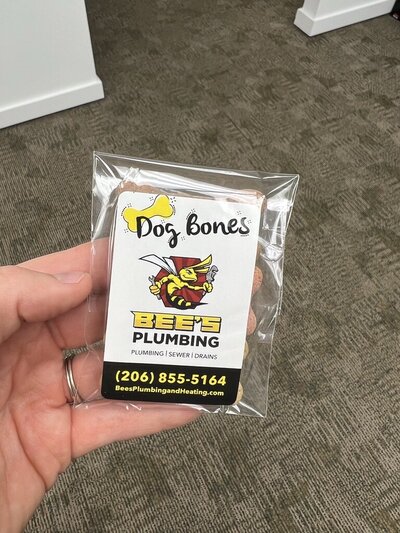 Dog Bones
BEE'S
PLUMBING
PLUMBING | SEWER | DRAINS
(206) 855-5164
BeesPlumbingandHeating.com